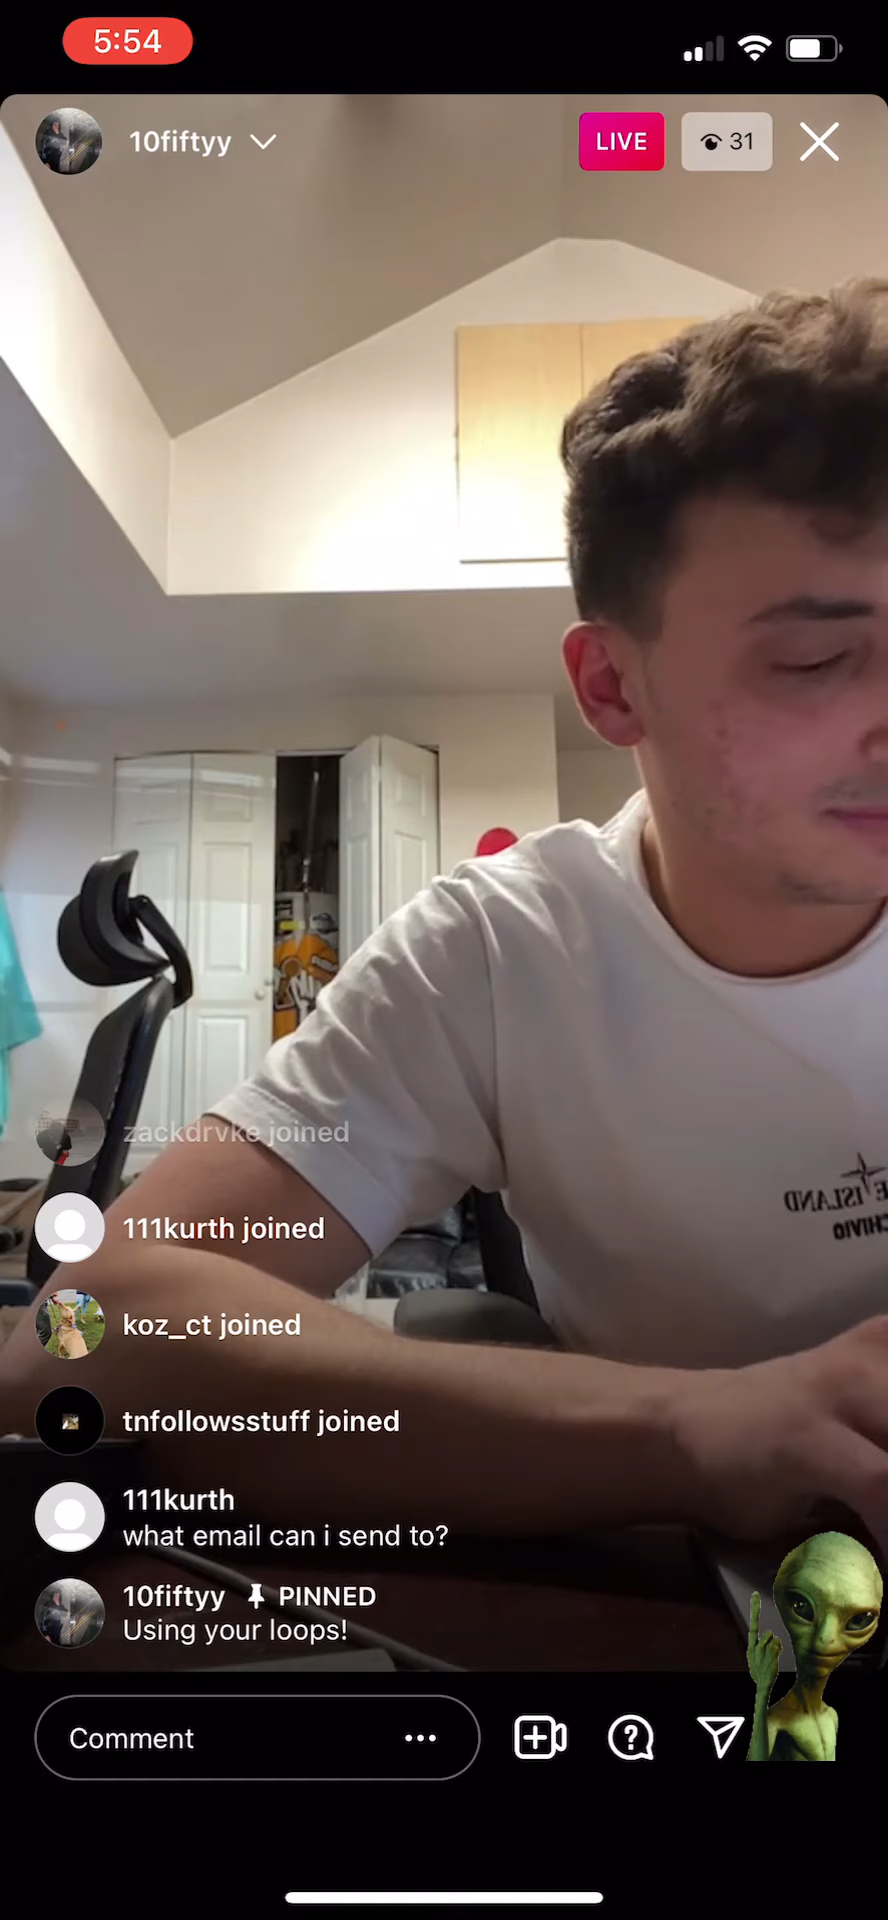 5:54
10fiftyy
LIVE
31
zackdrvke joined
111kurth joined
koz_ct joined
tnfollowsstuff joined
111kurth
what email can i send to?
10fiftyy PINNED
Using your loops!
Comment
ISLAND